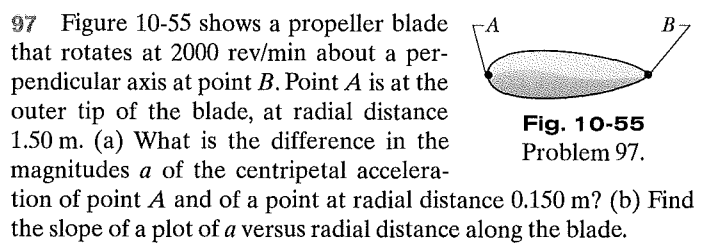 97 Figure 10-55 shows a propeller blade
that rotates at 2000 rev/min about a per-
pendicular axis at point B. Point A is at the
outer tip of the blade, at radial distance
1.50 m. (a) What is the difference in the
magnitudes a of the centripetal accelera-
tion of point A and of a point at radial distance 0.150 m? (b) Find
the slope of a plot of a versus radial distance along the blade.
A
B
Fig. 10-55
Problem 97.